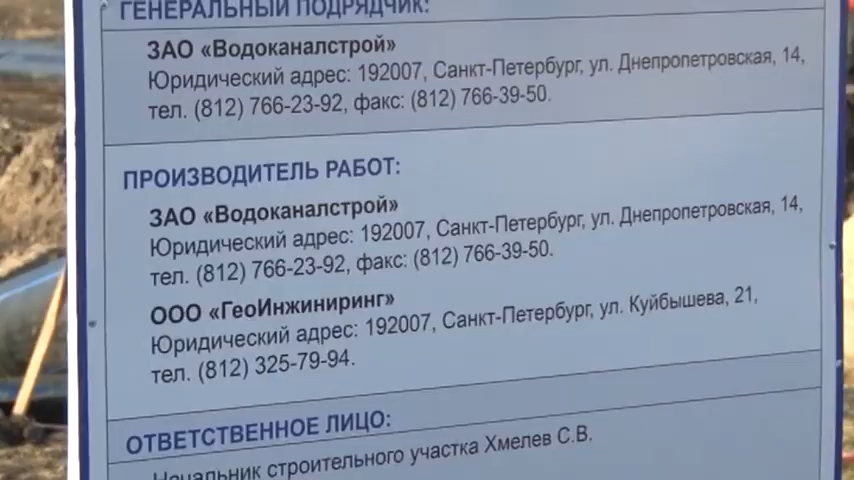 ГЕНЕРАЛЬНЫЙ ПОДРЯДЧИК:
ЗАО «Водоканалстрой»
Юридический адрес: 192007, Санкт-Петербург, ул. Днепропетровская, 14,
тел. (812) 766-23-92, факс: (812) 766-39-50.
ПРОИЗВОДИТЕЛЬ РАБОТ:
ЗАО «Водоканалстрой»
Юридический адрес: 192007, Санкт-Петербург, ул. Днепропетровская, 14,
тел. (812) 766-23-92, факс: (812) 766-39-50.
ООО «ГеоИнжиниринг»
Юридический адрес: 192007, Санкт-Петербург, ул. Куйбышева, 21,
тел. (812) 325-79-94.
ОТВЕТСТВЕННОЕ ЛИЦО:
Начальник строительного участка Хмелев С.В.